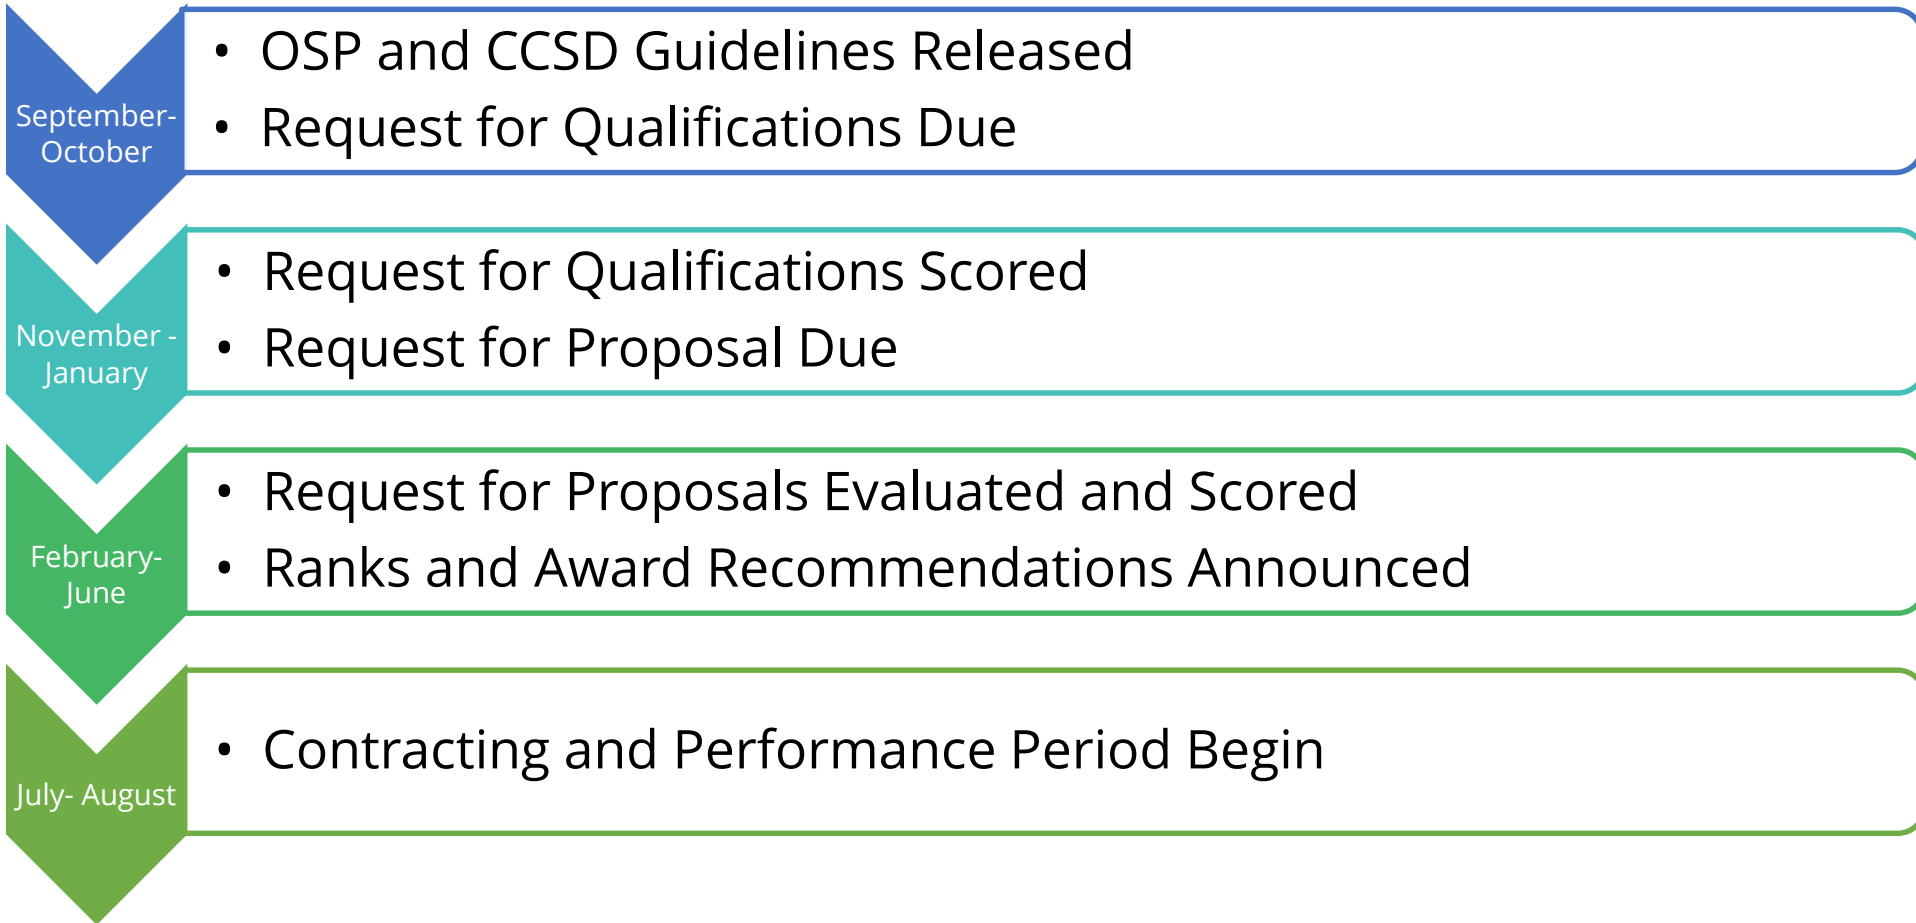 September-
October
• OSP and CCSD Guidelines Released
• Request for Qualifications Due
November -
January
• Request for Qualifications Scored
• Request for Proposal Due
February-
June
• Request for Proposals Evaluated and Scored
• Ranks and Award Recommendations Announced
July- August
• Contracting and Performance Period Begin